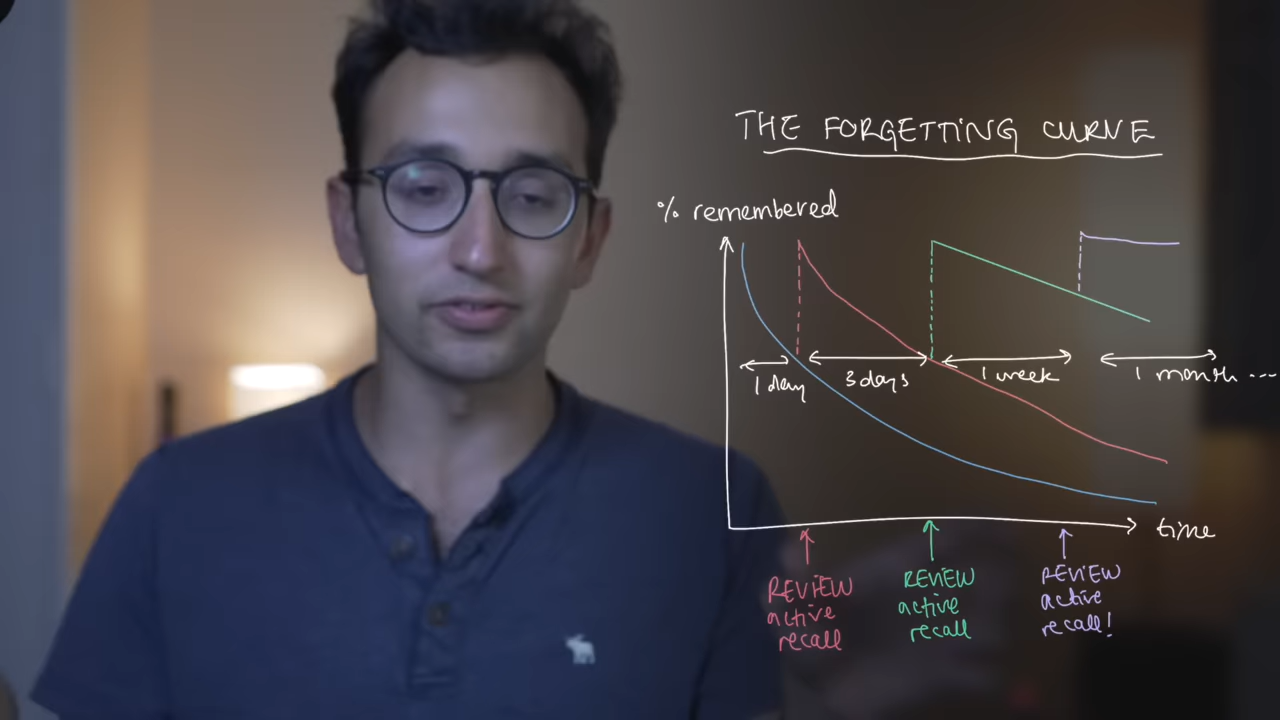 THE FORGETTING CURVE
% remembered
1 day
3 days
1 week
1 month ...
time
REVIEW
active
recall
REVIEW
active
recall
REVIEW
active
recall!